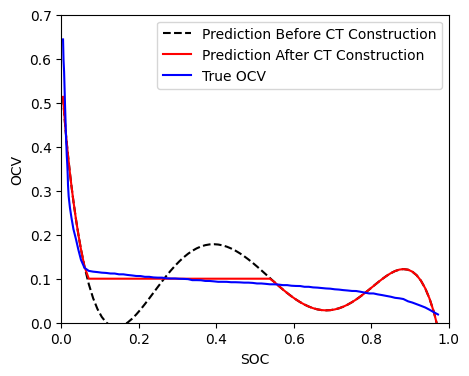 0.7
0.6
0.5
0.4
0.3
0.2
0.1
0.0
OCV
Prediction Before CT Construction
Prediction After CT Construction
True OCV
0.0 0.2 0.4 0.6 0.8 1.0
SOC